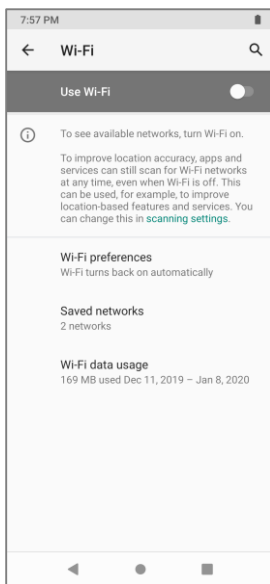 7:57 PM
Wi-Fi
Use Wi-Fi
To see available networks, turn Wi-Fi on.
To improve location accuracy, apps and
services can still scan for Wi-Fi networks
at any time, even when Wi-Fi is off. This
can be used, for example, to improve
location-based features and services. You
can change this in scanning settings.
Wi-Fi preferences
Wi-Fi turns back on automatically
Saved networks
2 networks
Wi-Fi data usage
169 MB used Dec 11, 2019 – Jan 8, 2020